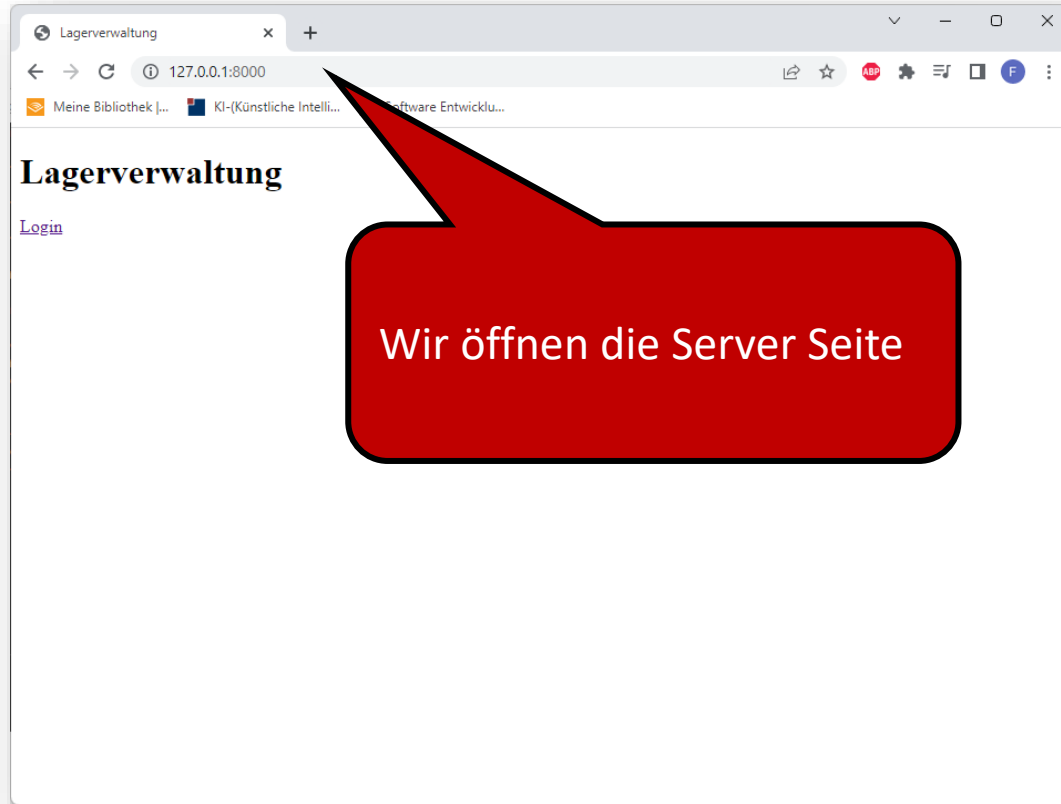 Lagerverwaltung
127.0.0.1:8000
ABP
F
Meine Bibliothek |... KI-(Künstliche Intelli... Software Entwicklu...
Lagerverwaltung
Login
Wir öffnen die Server Seite